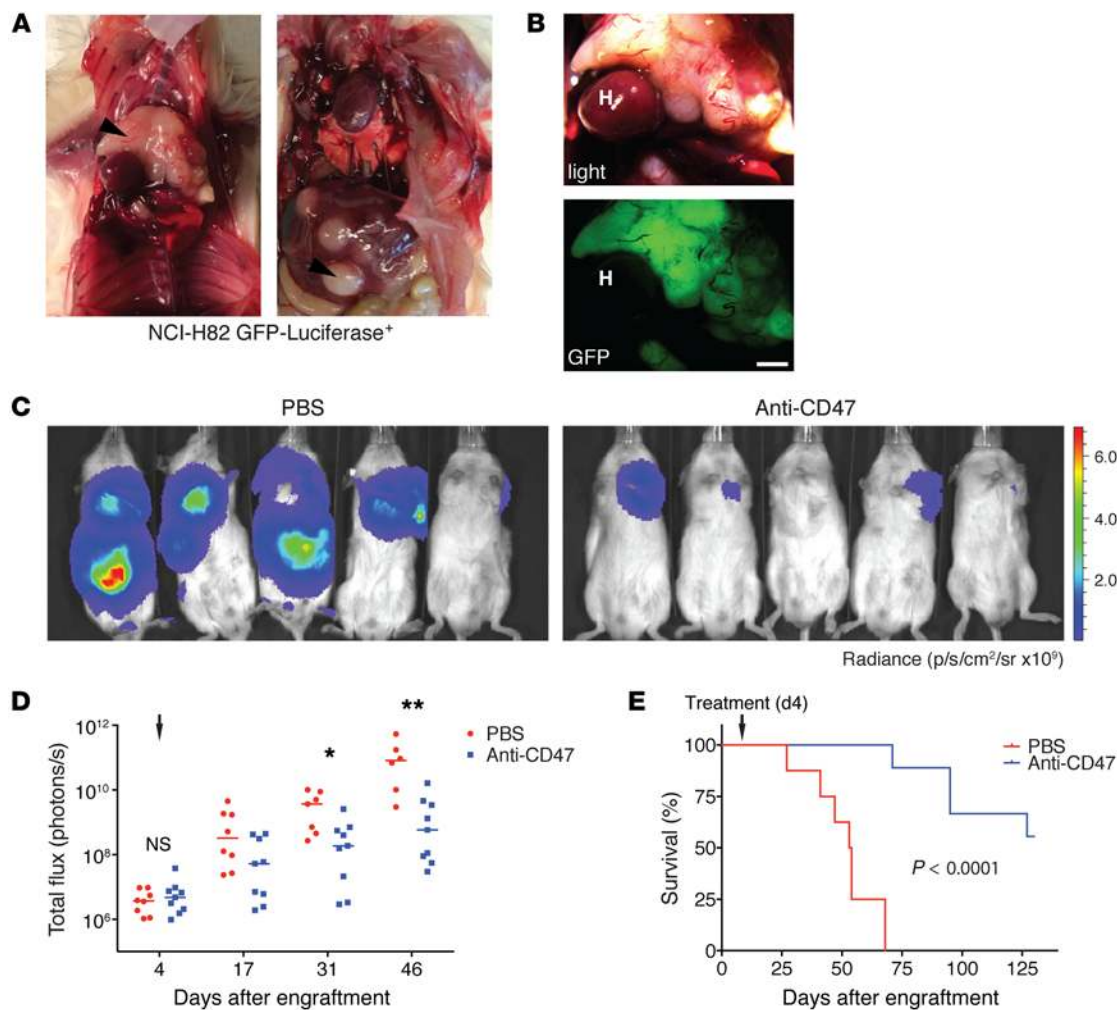 A
B
H
light
H
GFP
NCI-H82 GFP-Luciferase⁺
C
PBS
Anti-CD47
6.0
4.0
2.0
Radiance (p/s/cm²/sr x10⁹)
D
Total flux (photons/s)
10¹²
10¹⁰
10⁸
10⁶
NS
*
**
PBS
Anti-CD47
4
17
31
46
Days after engraftment
E
Treatment (d4)
Survival (%)
100
75
50
25
0
PBS
Anti-CD47
P < 0.0001
0
25
50
75
100
125
Days after engraftment